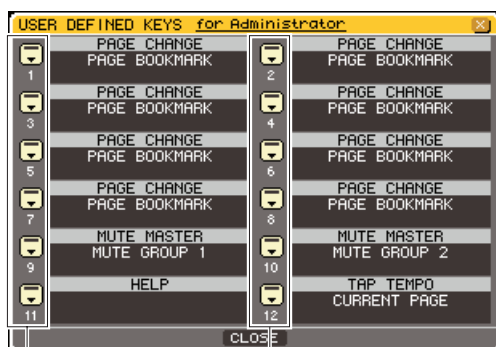 USER DEFINED KEYS for Administrator
PAGE CHANGE
PAGE BOOKMARK
1
PAGE CHANGE
PAGE BOOKMARK
2
PAGE CHANGE
PAGE BOOKMARK
3
PAGE CHANGE
PAGE BOOKMARK
4
PAGE CHANGE
PAGE BOOKMARK
5
PAGE CHANGE
PAGE BOOKMARK
6
PAGE CHANGE
PAGE BOOKMARK
7
PAGE CHANGE
PAGE BOOKMARK
8
MUTE MASTER
MUTE GROUP 1
9
MUTE MASTER
MUTE GROUP 2
10
HELP
11
TAP TEMPO
CURRENT PAGE
12
CLOSE